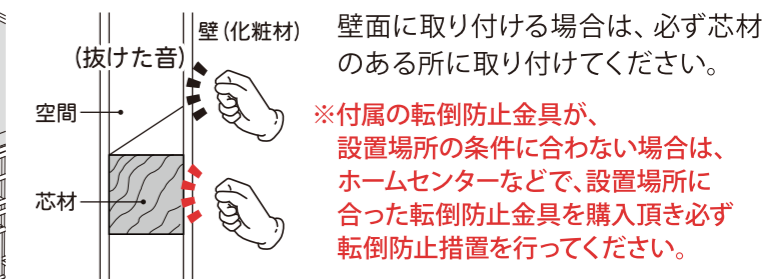 壁(化粧材)
(抜けた音)
空間
芯材
壁面に取り付ける場合は、必ず芯材
のある所に取り付けてください。
※付属の転倒防止金具が、
設置場所の条件に合わない場合は、
ホームセンターなどで、設置場所に
合った転倒防止金具を購入頂き必ず
転倒防止措置を行ってください。